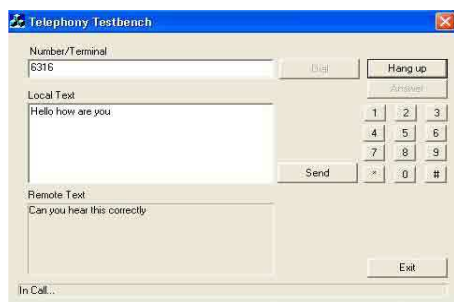 Telephony Testbench
Number/Terminal
6316
Dial
Hang up
Answer
Local Text
Hello how are you
1 2 3
4 5 6
7 8 9
* 0 #
Send
Remote Text
Can you hear this correctly
Exit
In Call...